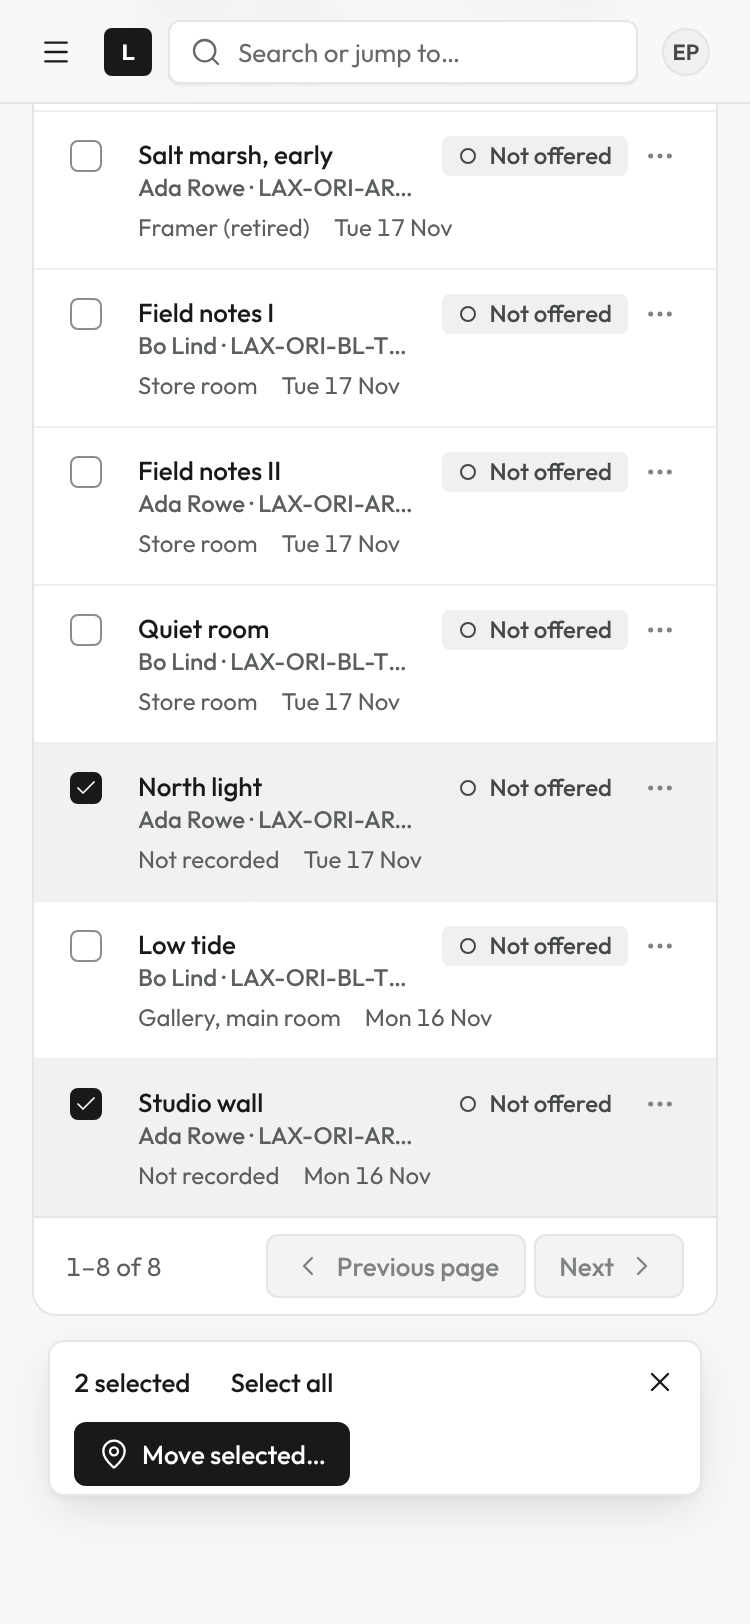 L
Search or jump to...
EP
Salt marsh, early
Not offered
Ada Rowe · LAX-ORI-AR...
Framer (retired) Tue 17 Nov
Field notes I
Not offered
Bo Lind · LAX-ORI-BL-T...
Store room Tue 17 Nov
Field notes II
Not offered
Ada Rowe · LAX-ORI-AR...
Store room Tue 17 Nov
Quiet room
Not offered
Bo Lind · LAX-ORI-BL-T...
Store room Tue 17 Nov
North light
Not offered
Ada Rowe · LAX-ORI-AR...
Not recorded Tue 17 Nov
Low tide
Not offered
Bo Lind · LAX-ORI-BL-T...
Gallery, main room Mon 16 Nov
Studio wall
Not offered
Ada Rowe · LAX-ORI-AR...
Not recorded Mon 16 Nov
1–8 of 8
Previous page
Next
2 selected
Select all
Move selected...